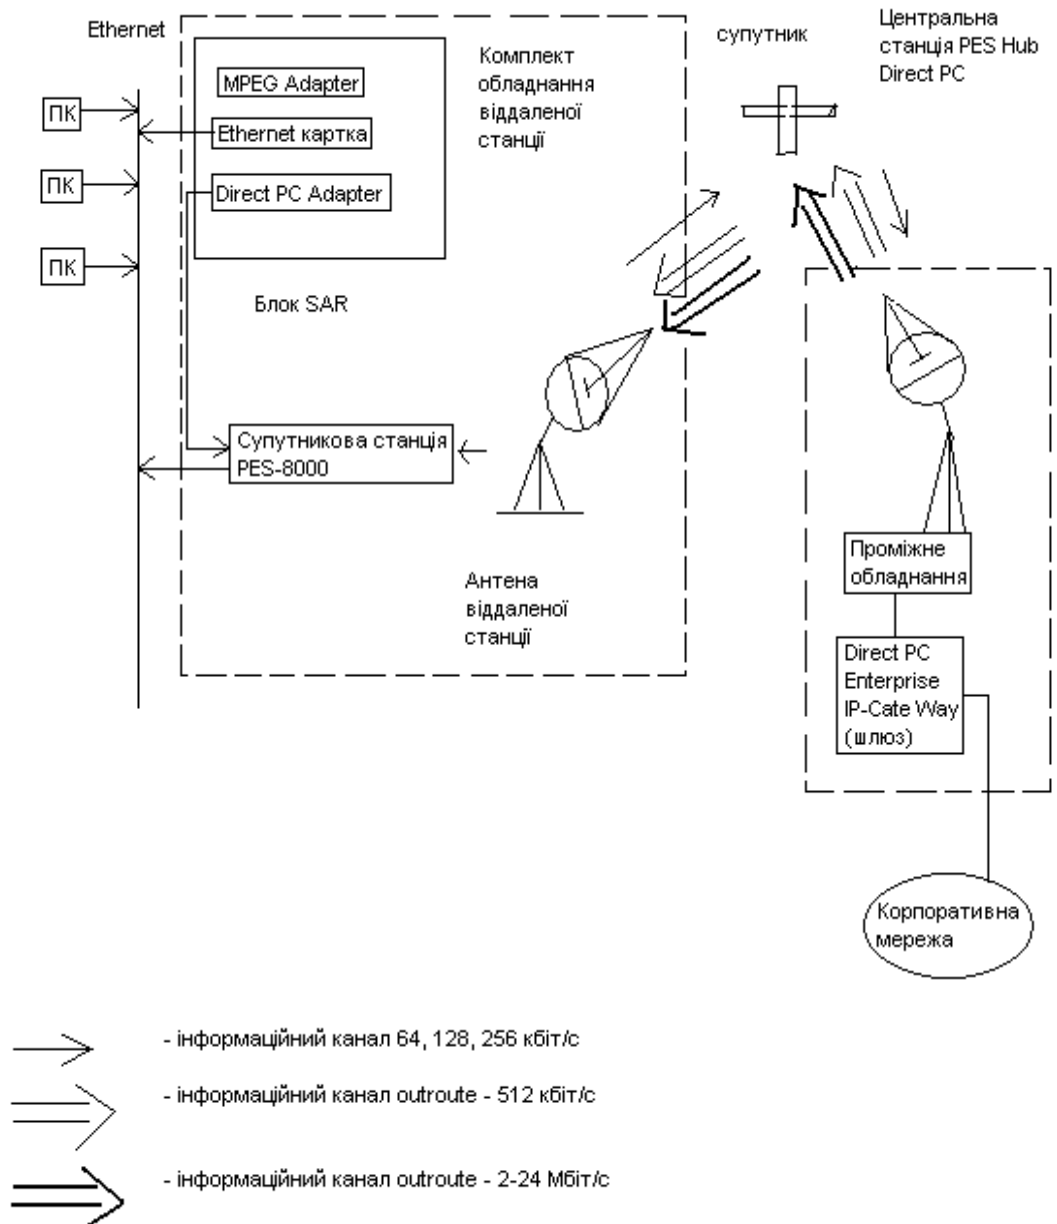 Ethernet
супутник
Центральна
станція PES Hub
Direct PC
Комплект
обладнання
віддаленої
станції
MPEG Adapter
ПК
Ethernet картка
Direct PC Adapter
ПК
ПК
Блок SAR
Супутникова станція
PES-8000
Антена
віддаленої
станції
Проміжне
обладнання
Direct PC
Enterprise
IP-Cate Way
(шлюз)
Корпоративна
мережа
- інформаційний канал 64, 128, 256 кбіт/с
- інформаційний канал outroute - 512 кбіт/с
- інформаційний канал outroute - 2-24 Мбіт/с